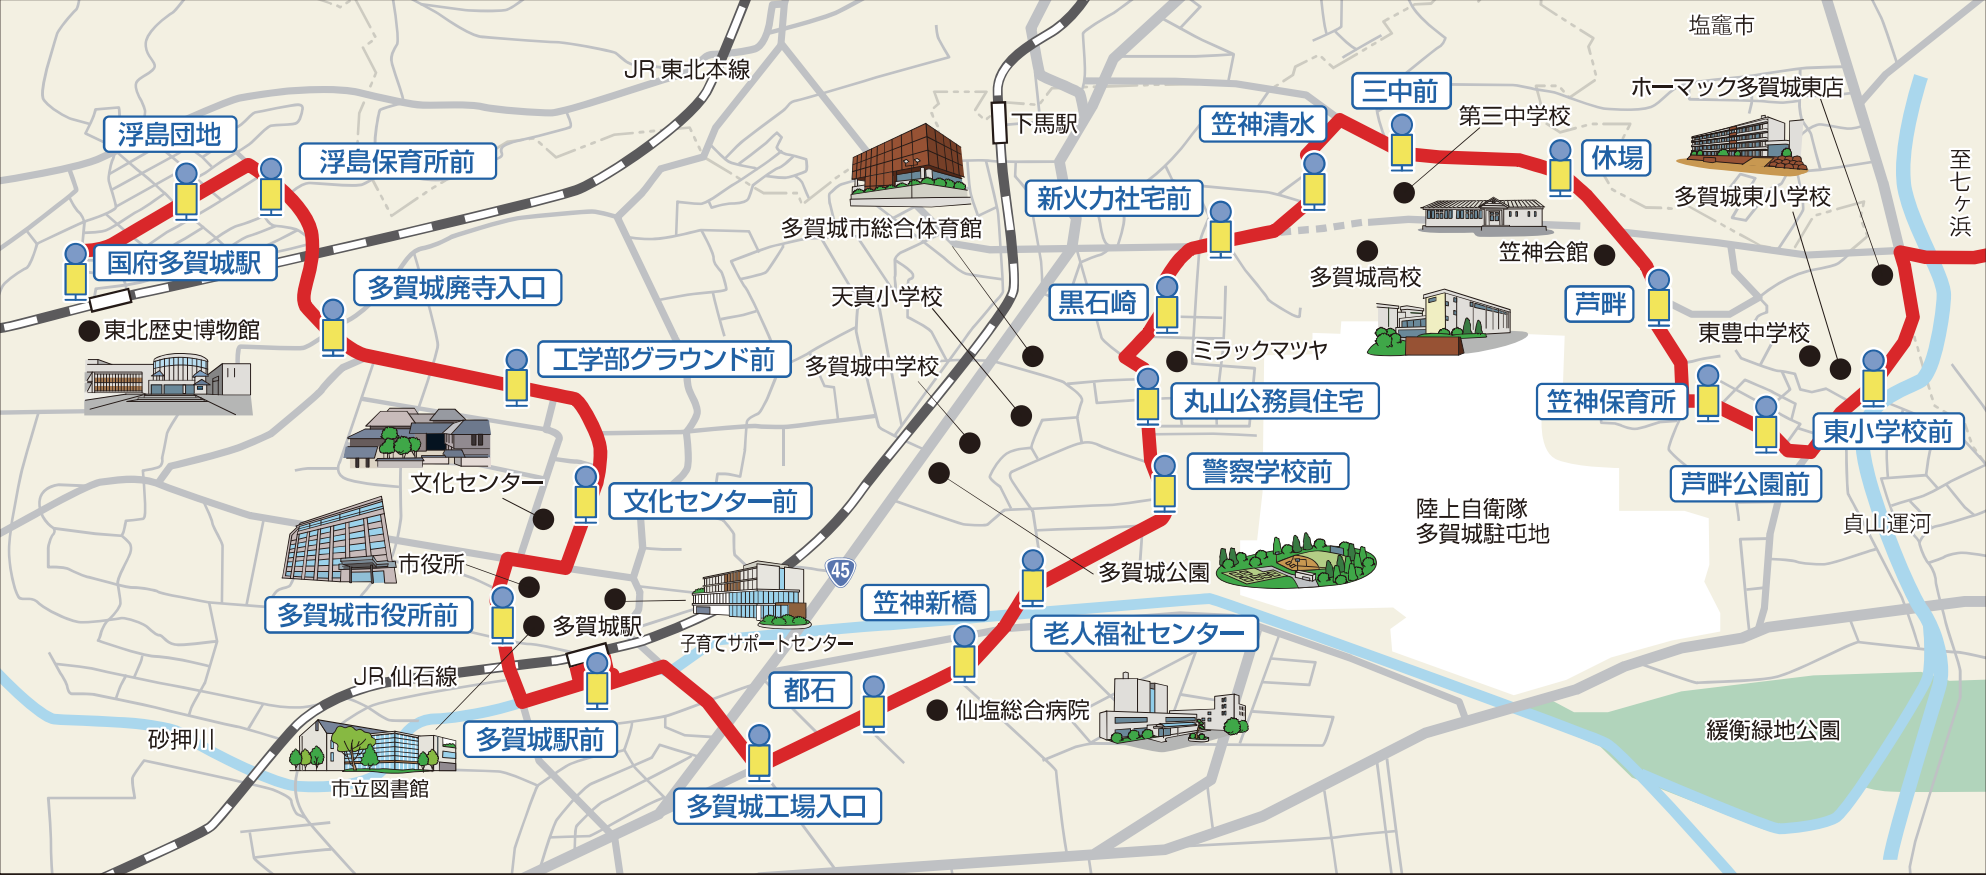 塩竈市
JR東北本線
ホーマック多賀城東店
三中前
第三中学校
笠神清水
下馬駅
浮島団地
浮島保育所前
休場
至七ヶ浜
多賀城東小学校
新火力社宅前
多賀城市総合体育館
笠神会館
国府多賀城駅
多賀城高校
多賀城廃寺入口
天真小学校
黒石崎
芦畔
東北歴史博物館
東豊中学校
ミラックマツヤ
工学部グラウンド前
多賀城中学校
丸山公務員住宅
笠神保育所
東小学校前
警察学校前
文化センター
芦畔公園前
文化センター前
陸上自衛隊
多賀城駐屯地
貞山運河
市役所
45
多賀城公園
笠神新橋
多賀城市役所前
多賀城駅
老人福祉センター
子育てサポートセンター
JR仙石線
都石
仙塩総合病院
緩衝緑地公園
砂押川
多賀城駅前
市立図書館
多賀城工場入口